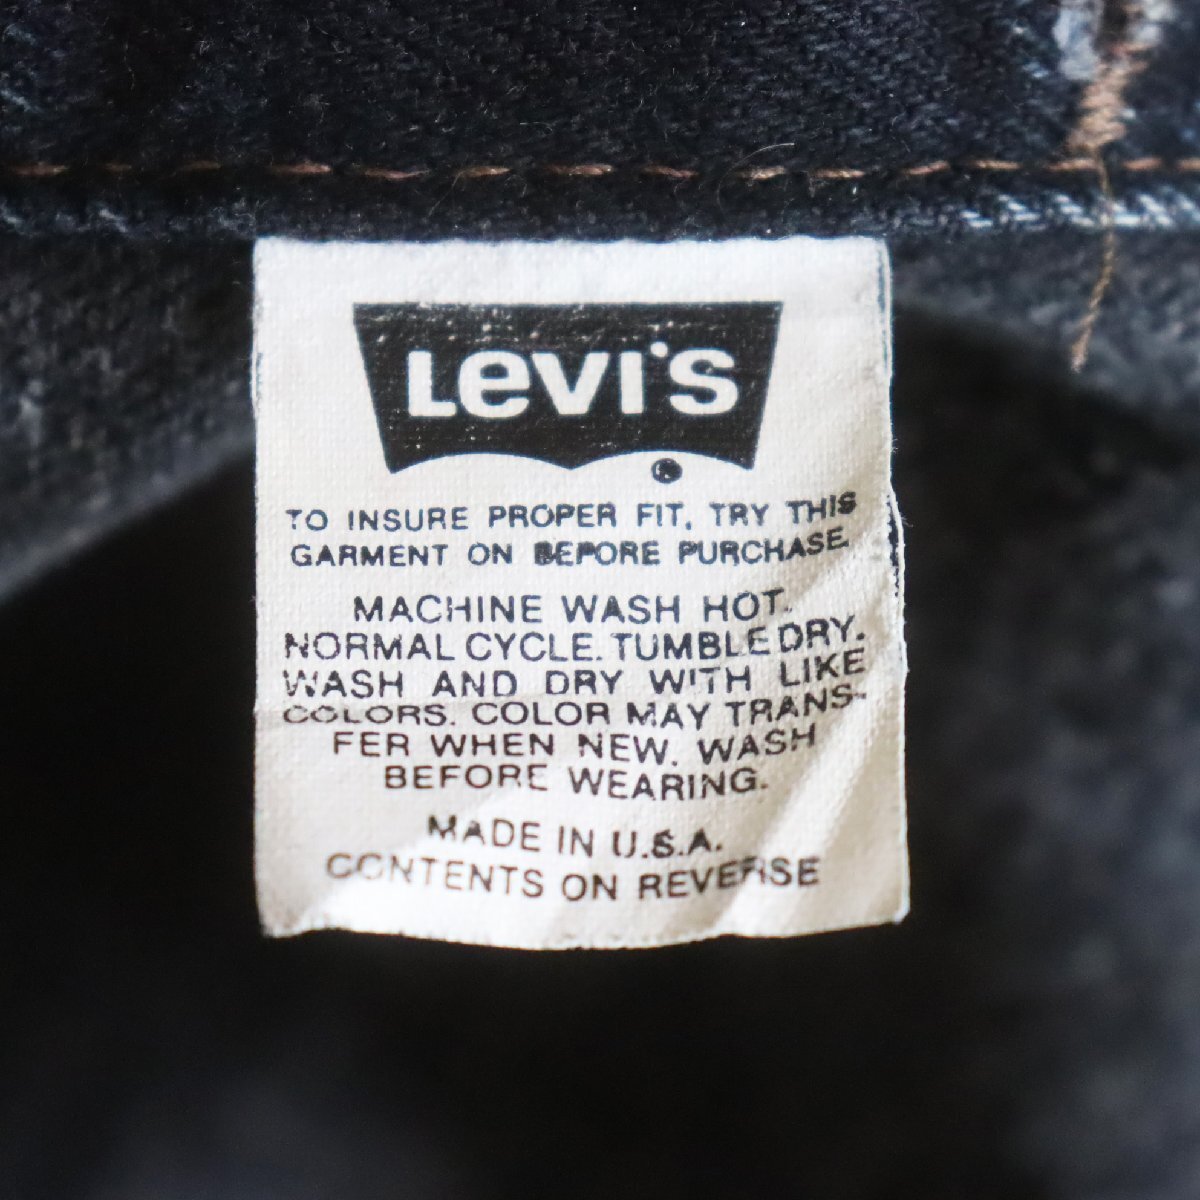 Levi's
®
TO INSURE PROPER FIT, TRY THIS
GARMENT ON BEFORE PURCHASE.
MACHINE WASH HOT.
NORMAL CYCLE. TUMBLE DRY.
WASH AND DRY WITH LIKE
COLORS. COLOR MAY TRANS-
FER WHEN NEW. WASH
BEFORE WEARING.
MADE IN U.S.A.
CONTENTS ON REVERSE